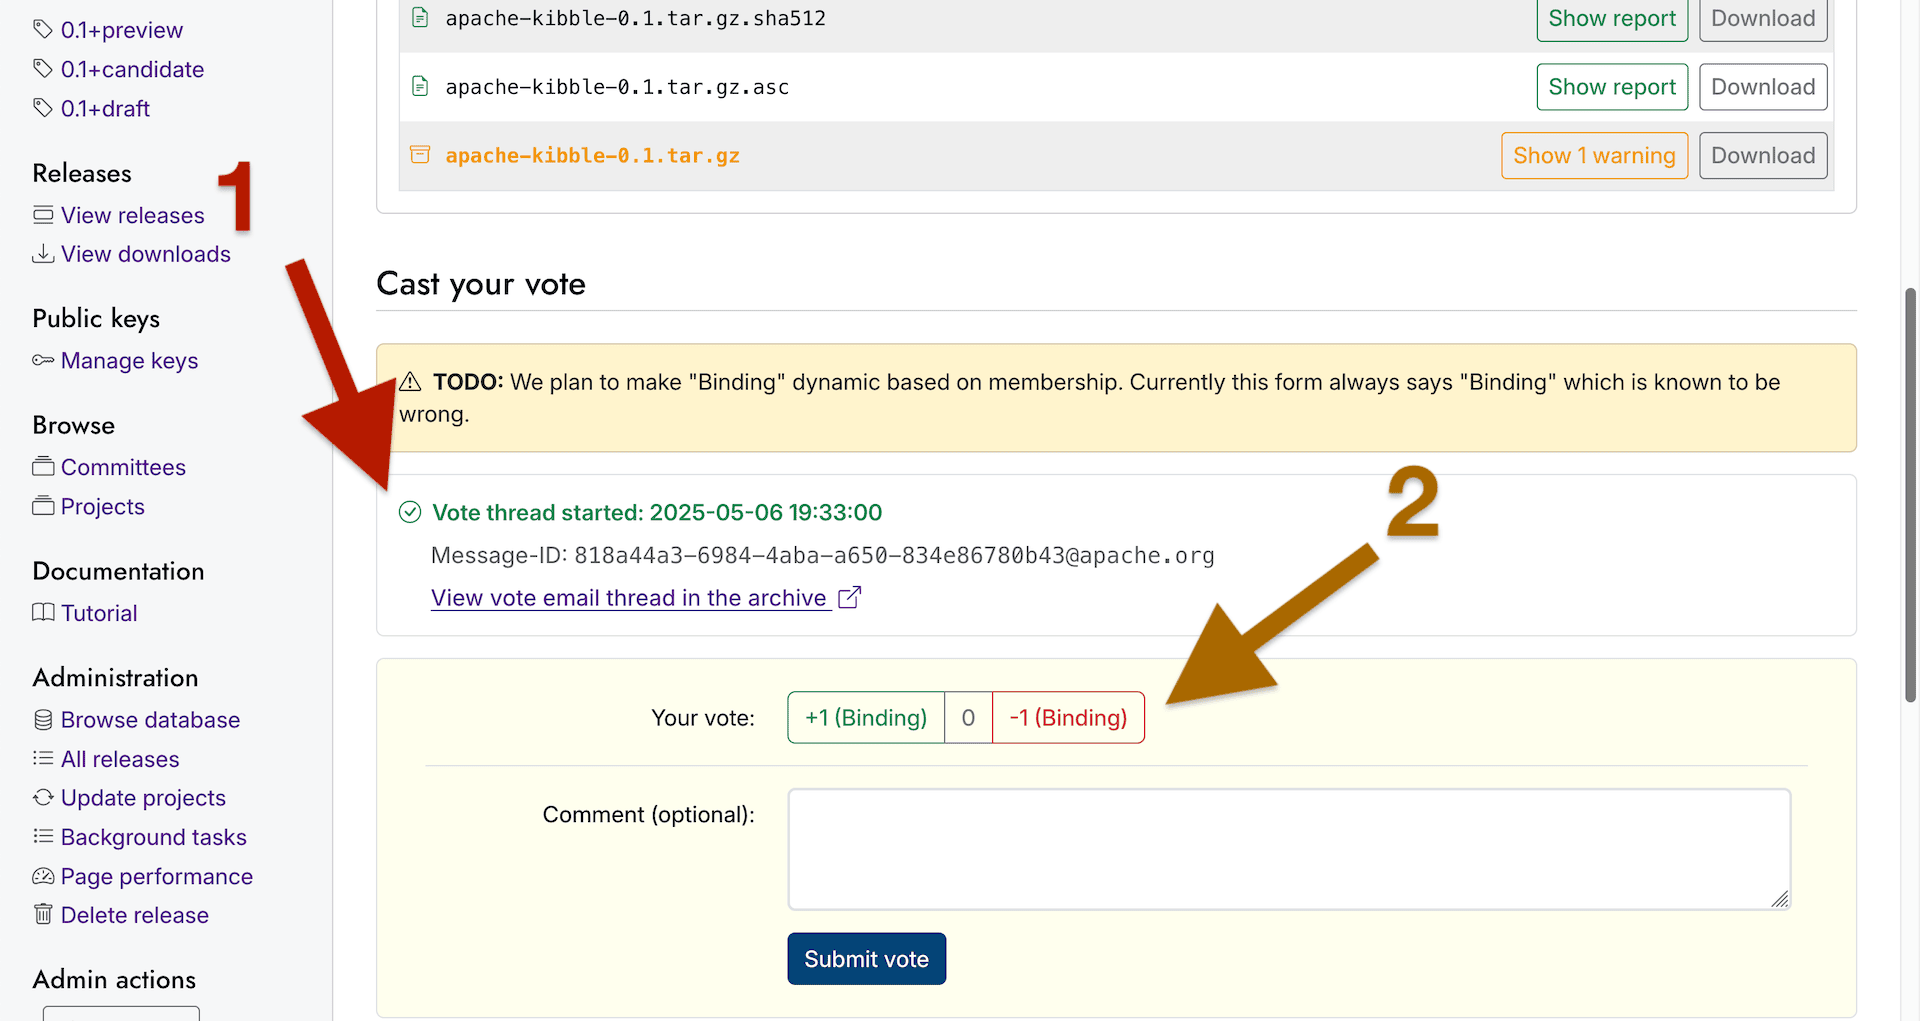 0.1+preview
0.1+candidate
0.1+draft
Releases
View releases
View downloads
Public keys
Manage keys
Browse
Committees
Projects
Documentation
Tutorial
Administration
Browse database
All releases
Update projects
Background tasks
Page performance
Delete release
Admin actions
1
apache-kibble-0.1.tar.gz.sha512 Show report Download
apache-kibble-0.1.tar.gz.asc Show report Download
apache-kibble-0.1.tar.gz Show 1 warning Download
Cast your vote
TODO: We plan to make "Binding" dynamic based on membership. Currently this form always says "Binding" which is known to be
wrong.
Vote thread started: 2025-05-06 19:33:00
Message-ID: 818a44a3-6984-4aba-a650-834e86780b43@apache.org
View vote email thread in the archive
2
Your vote: +1 (Binding) 0 -1 (Binding)
Comment (optional):
Submit vote